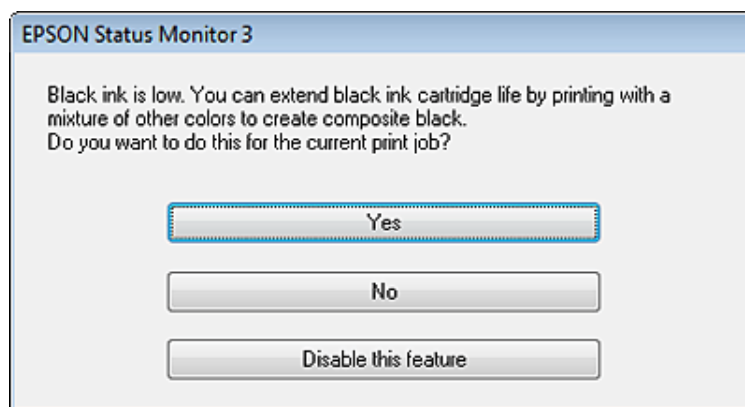 EPSON Status Monitor 3
Black ink is low. You can extend black ink cartridge life by printing with a
mixture of other colors to create composite black.
Do you want to do this for the current print job?
Yes
No
Disable this feature